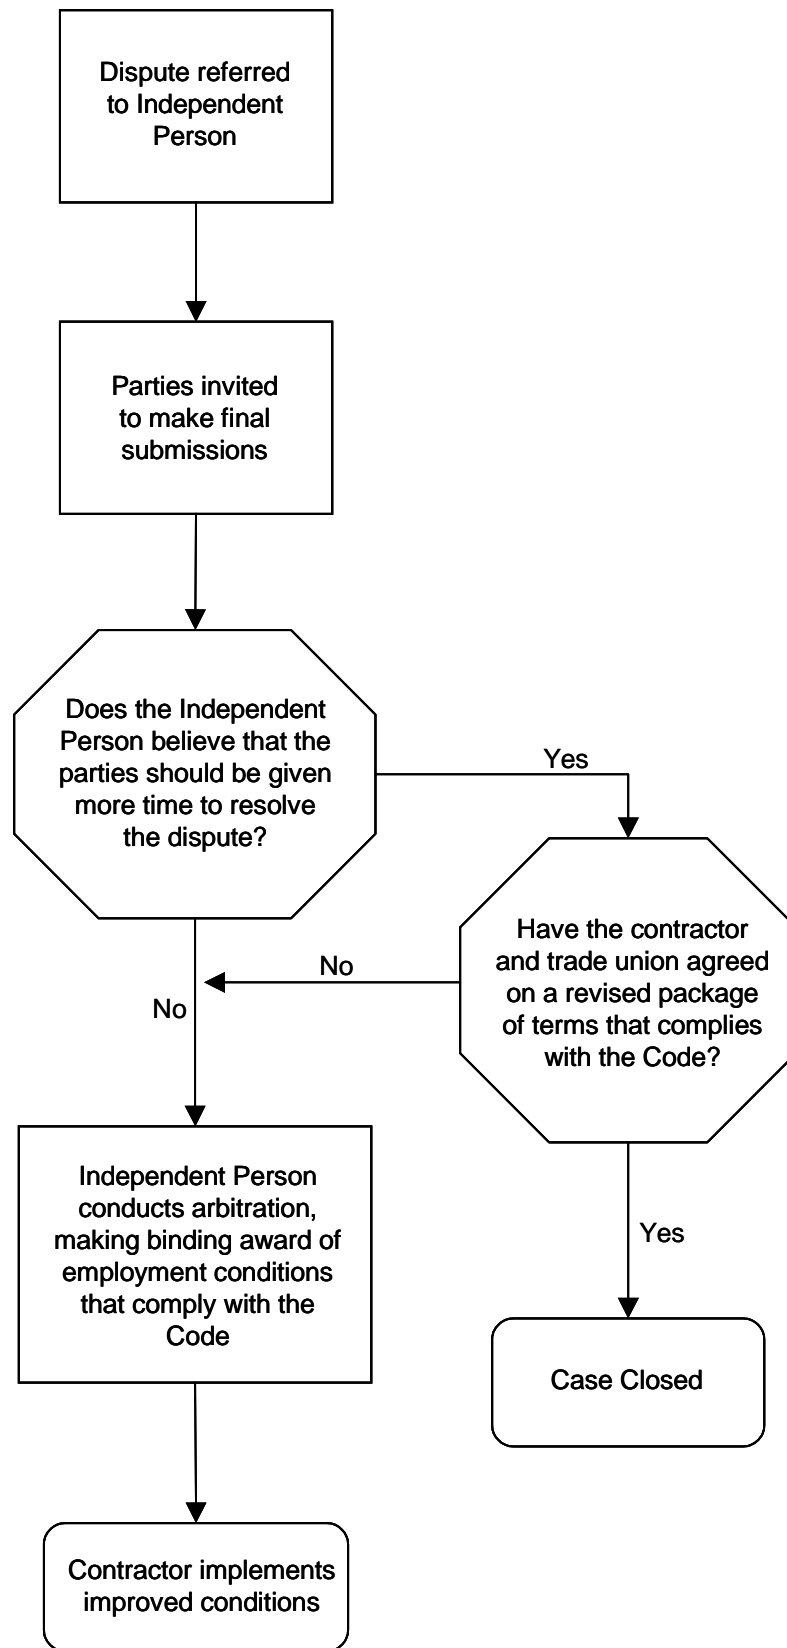 Dispute referred
to Independent
Person
Parties invited
to make final
submissions
Does the Independent
Person believe that the
parties should be given
more time to resolve
the dispute?
Yes
Have the contractor
and trade union agreed
on a revised package
of terms that complies
with the Code?
No
No
Independent Person
conducts arbitration,
making binding award of
employment conditions
that comply with the
Code
Yes
Case Closed
Contractor implements
improved conditions